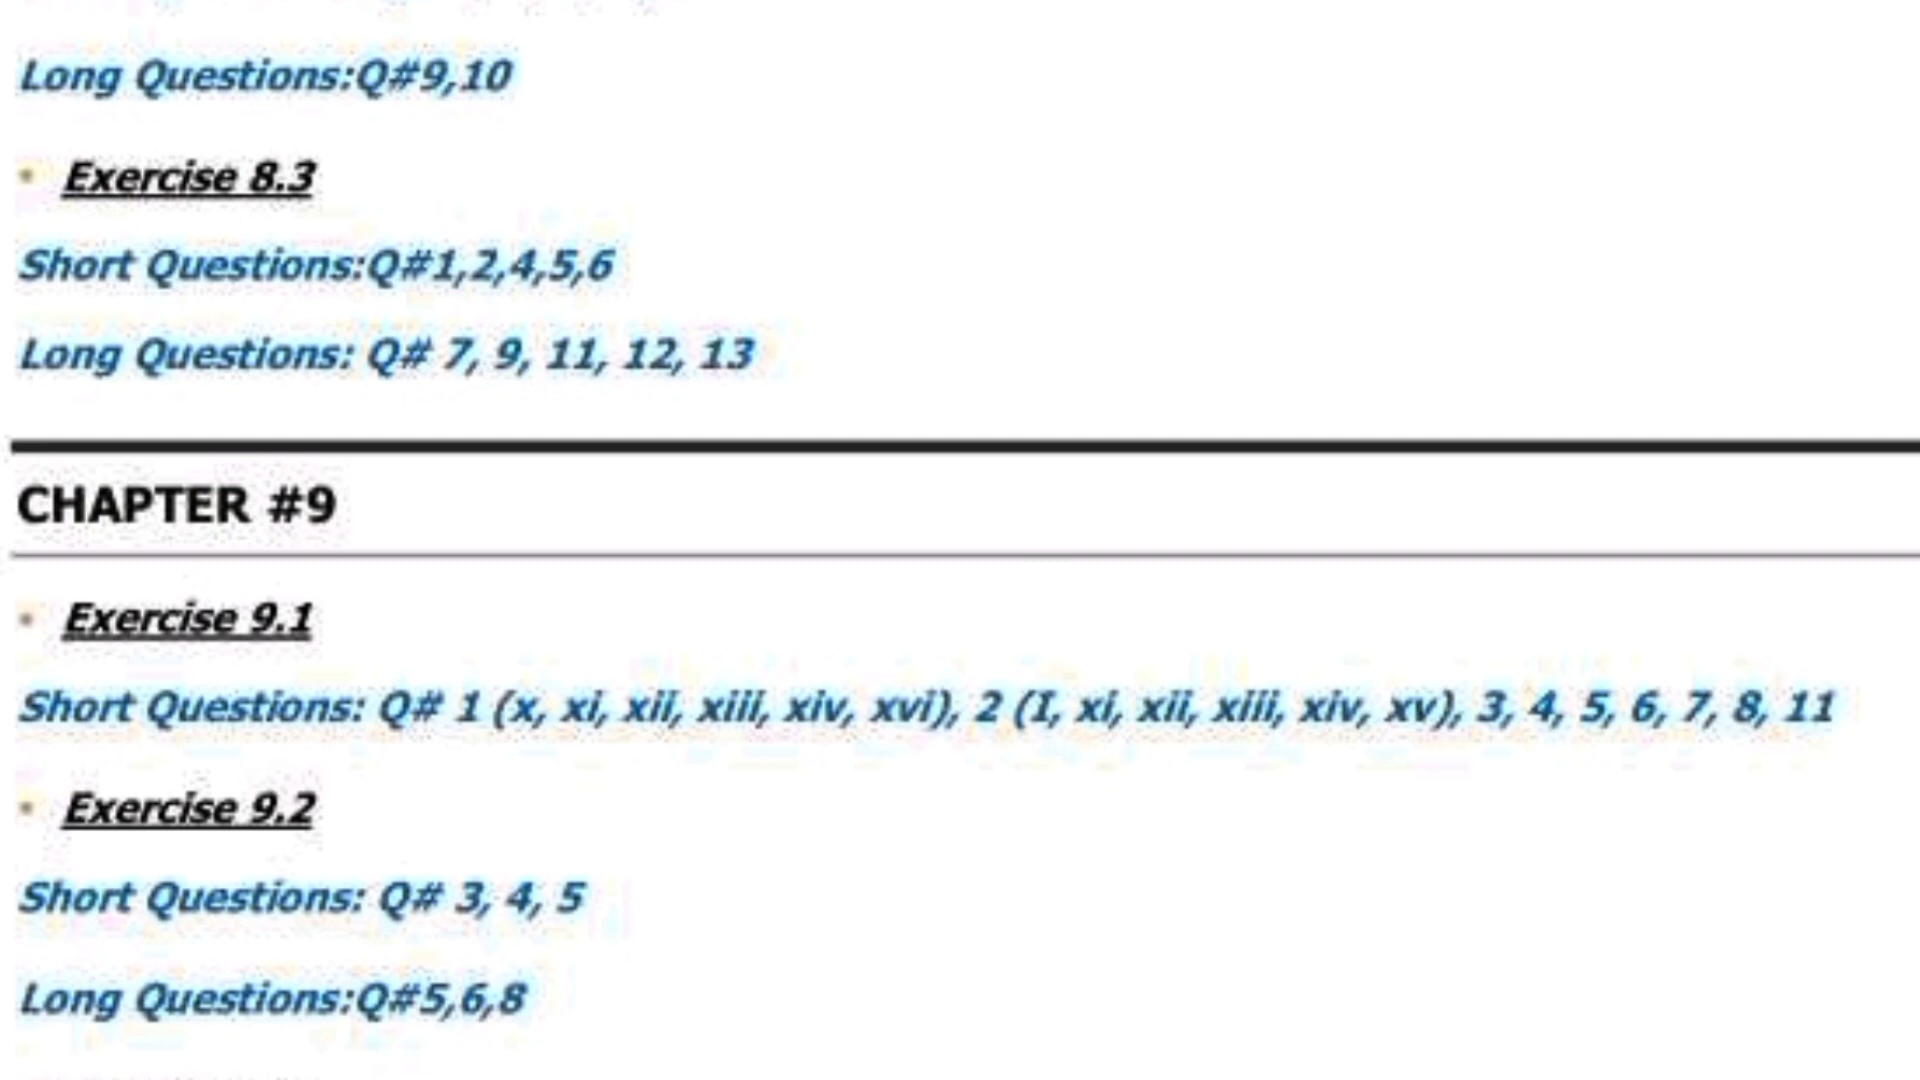 Long Questions:Q#9,10
• Exercise 8.3
Short Questions:Q#1,2,4,5,6
Long Questions: Q# 7, 9, 11, 12, 13
CHAPTER #9
• Exercise 9.1
Short Questions: Q# 1 (x, xi, xii, xiii, xiv, xvi), 2 (I, xi, xii, xiii, xiv, xv), 3, 4, 5, 6, 7, 8, 11
• Exercise 9.2
Short Questions: Q# 3, 4, 5
Long Questions:Q#5,6,8